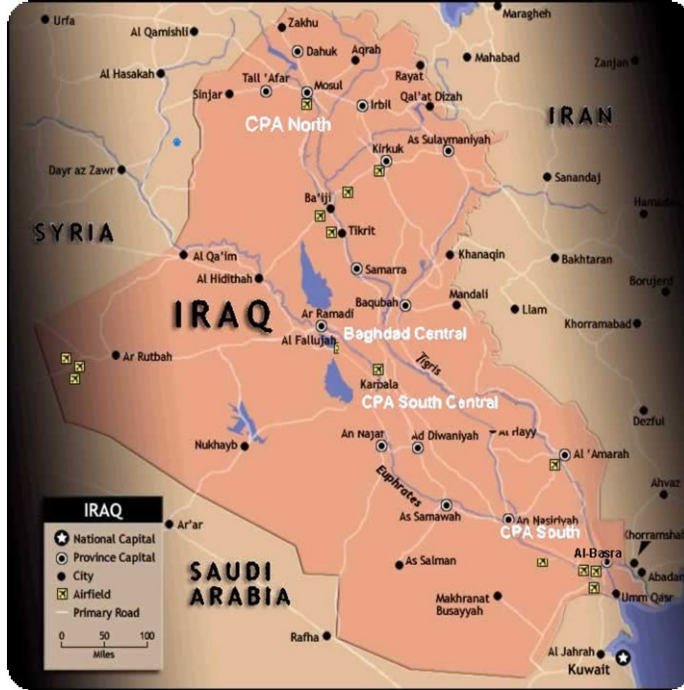 Maragheh
Urfa
Zakhu
Al Qamishli
Dahuk
Aqrah
Mahabad
Zanjan
Al Hasakah
Rayat
Tall 'Afar
Mosul
Sinjar
Irbil
Qal'at Dizah
CPA North
IRAN
As Sulaymaniyah
Kirkuk
Dayr az Zawr
Sanandaj
Ba'iji
SYRIA
Tikrit
Al Qa'im
Khanaqin
Bakhtaran
Samarra
Al Hidithah
Borujerd
Baqubah
Mandali
IRAQ
Llam
Ar Ramadi
Khorramabad
Baghdad Central
Al Fallujah
Ar Rutbah
Tigris
Karbala
CPA South Central
Dezful
An Najaf
Ad Diwaniyah
Al Hayy
Nukhayb
Al 'Amarah
Euphrates
Ahvaz
IRAQ
As Samawah
An Nasiriyah
Ar'ar
CPA South
National Capital
Province Capital
City
Airfield
Primary Road
0 50 100
Miles
Al-Basra
As Salman
Abadan
SAUDI
ARABIA
Makhranat
Busayyah
Umm Qasr
Rafha
Al Jahrah
Kuwait